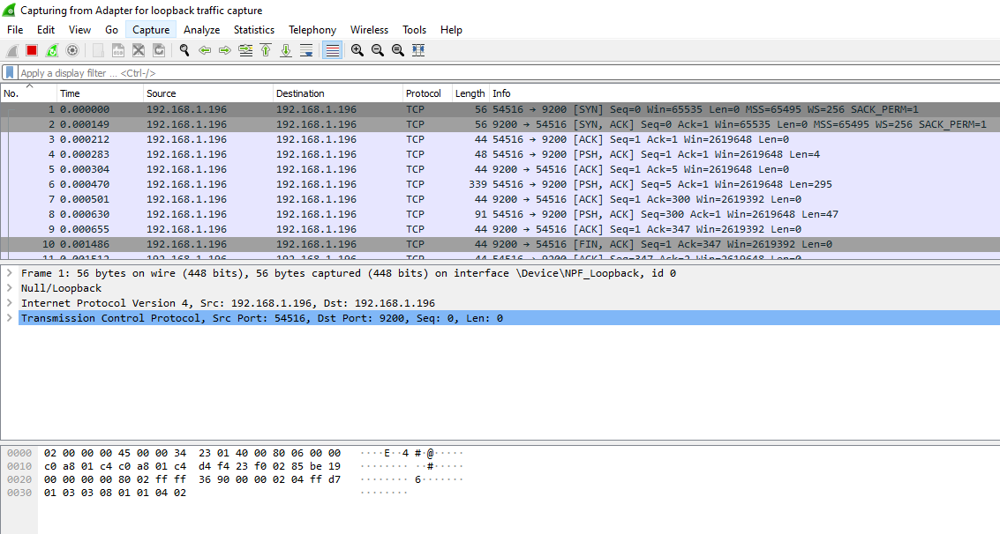 Capturing from Adapter for loopback traffic capture
File Edit View Go Capture Analyze Statistics Telephony Wireless Tools Help
Apply a display filter ... <Ctrl-/>
No. Time Source Destination Protocol Length Info
1 0.000000 192.168.1.196 192.168.1.196 TCP 56 54516 → 9200 [SYN] Seq=0 Win=65535 Len=0 MSS=65495 WS=256 SACK_PERM=1
2 0.000149 192.168.1.196 192.168.1.196 TCP 56 9200 → 54516 [SYN, ACK] Seq=0 Ack=1 Win=65535 Len=0 MSS=65495 WS=256 SACK_PERM=1
3 0.000212 192.168.1.196 192.168.1.196 TCP 44 54516 → 9200 [ACK] Seq=1 Ack=1 Win=2619648 Len=0
4 0.000283 192.168.1.196 192.168.1.196 TCP 48 54516 → 9200 [PSH, ACK] Seq=1 Ack=1 Win=2619648 Len=4
5 0.000304 192.168.1.196 192.168.1.196 TCP 44 9200 → 54516 [ACK] Seq=1 Ack=5 Win=2619648 Len=0
6 0.000470 192.168.1.196 192.168.1.196 TCP 339 54516 → 9200 [PSH, ACK] Seq=5 Ack=1 Win=2619648 Len=295
7 0.000501 192.168.1.196 192.168.1.196 TCP 44 9200 → 54516 [ACK] Seq=1 Ack=300 Win=2619392 Len=0
8 0.000630 192.168.1.196 192.168.1.196 TCP 91 54516 → 9200 [PSH, ACK] Seq=300 Ack=1 Win=2619648 Len=47
9 0.000655 192.168.1.196 192.168.1.196 TCP 44 9200 → 54516 [ACK] Seq=1 Ack=347 Win=2619392 Len=0
10 0.001486 192.168.1.196 192.168.1.196 TCP 44 9200 → 54516 [FIN, ACK] Seq=1 Ack=347 Win=2619392 Len=0
11 0.001512 192.168.1.196 192.168.1.196 TCP 44 54516 → 9200 [ACK] Seq=347 Ack=2 Win=2619648 Len=0
Frame 1: 56 bytes on wire (448 bits), 56 bytes captured (448 bits) on interface \Device\NPF_Loopback, id 0
Null/Loopback
Internet Protocol Version 4, Src: 192.168.1.196, Dst: 192.168.1.196
Transmission Control Protocol, Src Port: 54516, Dst Port: 9200, Seq: 0, Len: 0
0000 02 00 00 00 45 00 00 34 23 01 40 00 80 06 00 00 ····E··4 #·@·····
0010 c0 a8 01 c4 c0 a8 01 c4 d4 f4 23 f0 02 85 be 19 ········ ··#·····
0020 00 00 00 00 80 02 ff ff 36 90 00 00 02 04 ff d7 ········ 6·······
0030 01 03 03 08 01 01 04 02 ········